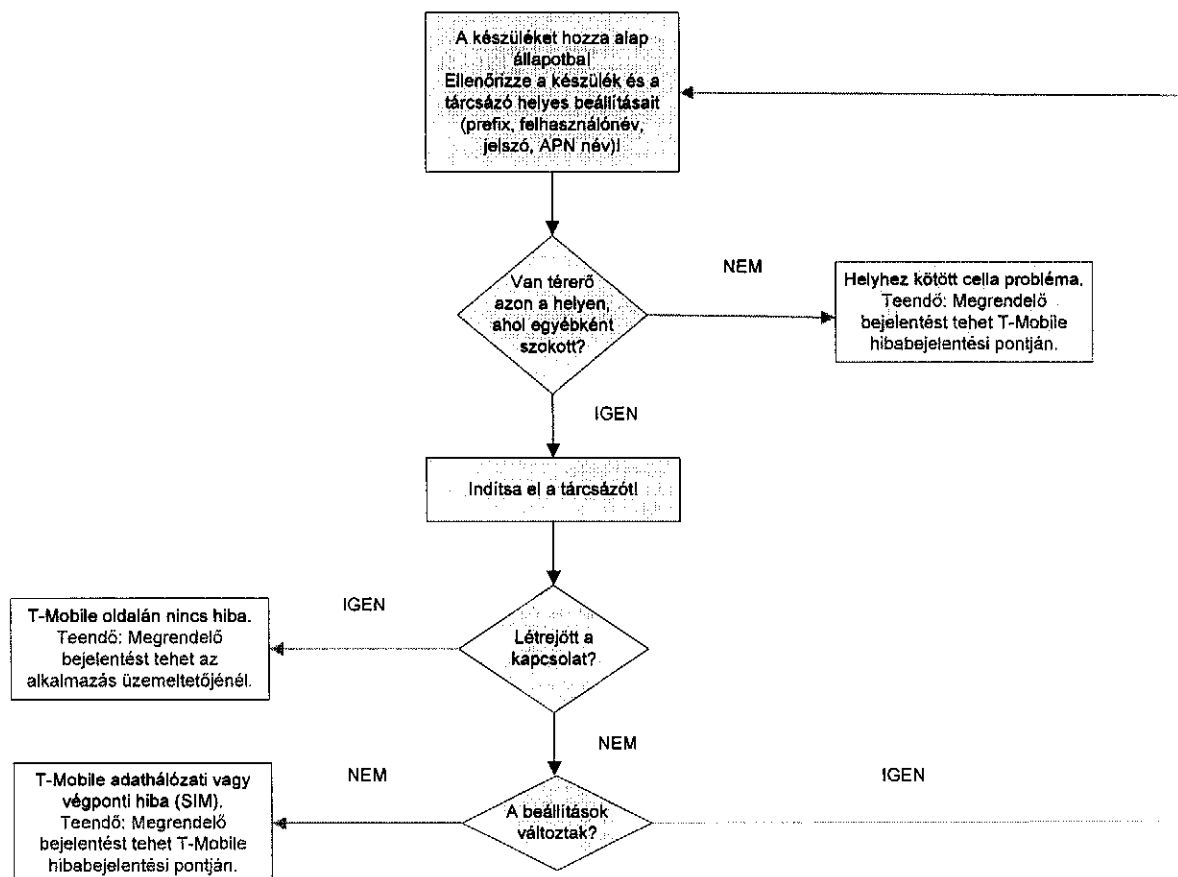 A készüléket hozza alap
állapotba!
Ellenőrizze a készülék és a
tárcsázó helyes beállításait
(prefix, felhasználónév,
jelszó, APN név)!
Van térerő
azon a helyen,
ahol egyébként
szokott?
NEM
Helyhez kötött cella probléma.
Teendő: Megrendelő
bejelentést tehet T-Mobile
hibabejelentési pontján.
IGEN
Indítsa el a tárcsázót!
Létrejött a
kapcsolat?
IGEN
T-Mobile oldalán nincs hiba.
Teendő: Megrendelő
bejelentést tehet az
alkalmazás üzemeltetőjénél.
NEM
A beállítások
változtak?
NEM
T-Mobile adathálózati vagy
végponti hiba (SIM).
Teendő: Megrendelő
bejelentést tehet T-Mobile
hibabejelentési pontján.
IGEN